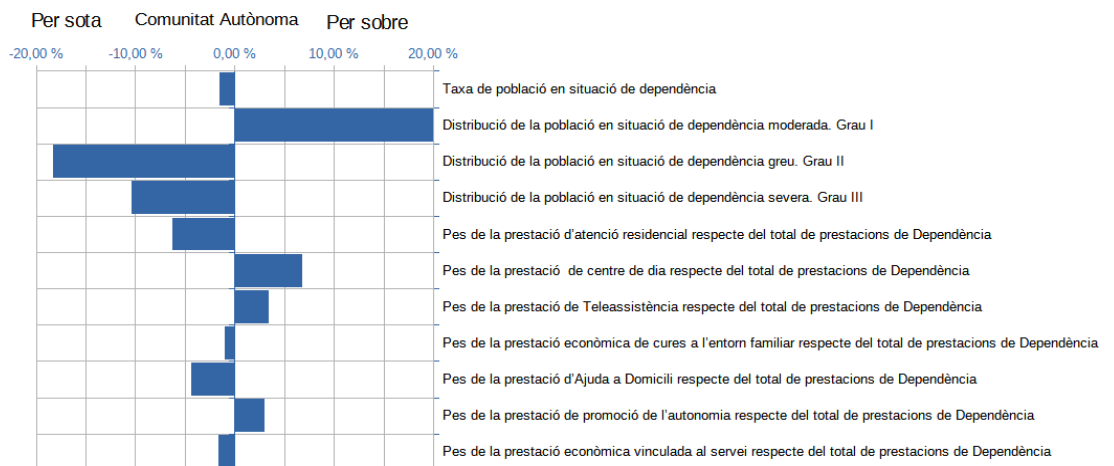 Per sota
Comunitat Autònoma
Per sobre
-20,00 %
-10,00 %
0,00 %
10,00 %
20,00 %
Taxa de població en situació de dependència
Distribució de la població en situació de dependència moderada. Grau I
Distribució de la població en situació de dependència greu. Grau II
Distribució de la població en situació de dependència severa. Grau III
Pes de la prestació d’atenció residencial respecte del total de prestacions de Dependència
Pes de la prestació  de centre de dia respecte del total de prestacions de Dependència
Pes de la prestació de Teleassistència respecte del total de prestacions de Dependència
Pes de la prestació econòmica de cures a l’entorn familiar respecte del total de prestacions de Dependència
Pes de la prestació d’Ajuda a Domicili respecte del total de prestacions de Dependència
Pes de la prestació de promoció de l’autonomia respecte del total de prestacions de Dependència
Pes de la prestació econòmica vinculada al servei respecte del total de prestacions de Dependència